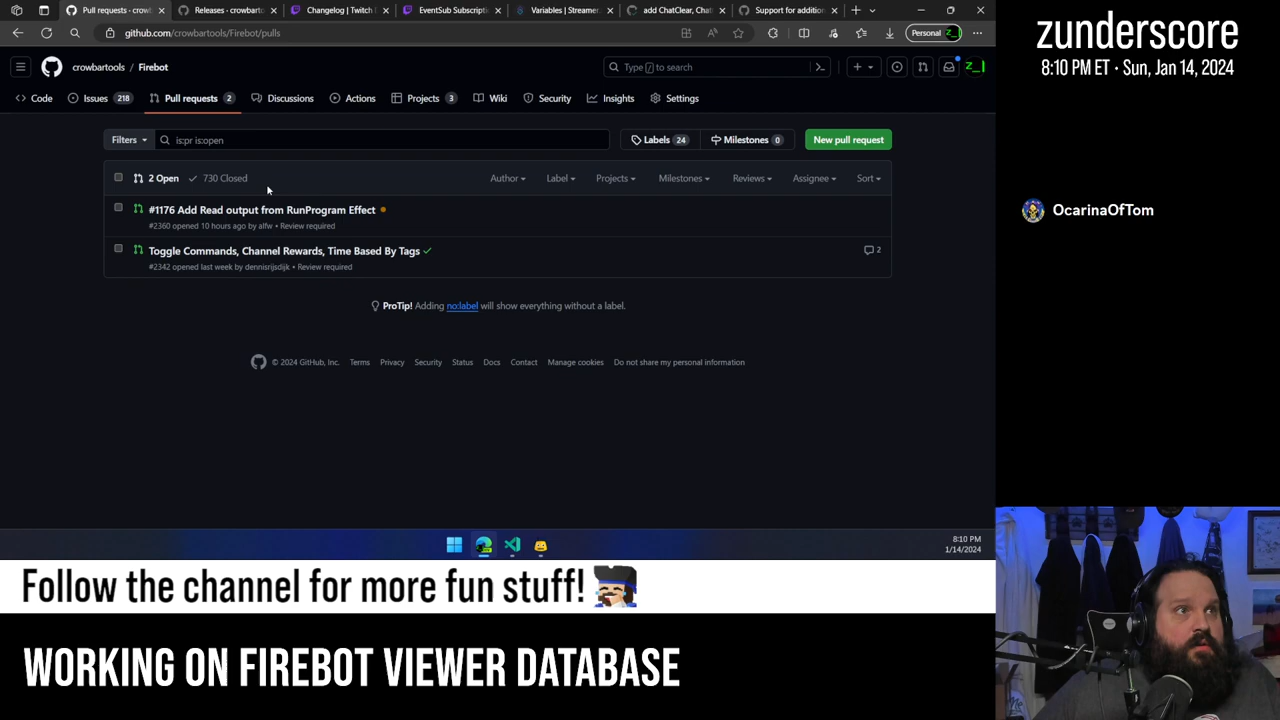 Pull requests · crowbartools
Releases · crowbarto
Changelog | Twitch
EventSub Subscripti
Variables | Streamer.
add ChatClear, Chat
Support for addition
github.com/crowbartools/Firebot/pulls
Personal
crowbartools / Firebot
Type / to search
Code
Issues 218
Pull requests 2
Discussions
Actions
Projects 3
Wiki
Security
Insights
Settings
Filters
is:pr is:open
Labels 24
Milestones 0
New pull request
2 Open
730 Closed
Author
Label
Projects
Milestones
Reviews
Assignee
Sort
#1176 Add Read output from RunProgram Effect
#2360 opened 10 hours ago by alfw • Review required
Toggle Commands, Channel Rewards, Time Based By Tags
2
#2342 opened last week by dennisrijsdijk • Review required
ProTip! Adding no:label will show everything without a label.
© 2024 GitHub, Inc. Terms Privacy Security Status Docs Contact Manage cookies Do not share my personal information
8:10 PM
1/14/2024
zunderscore
8:10 PM ET · Sun, Jan 14, 2024
OcarinaOfTom
Follow the channel for more fun stuff!
WORKING ON FIREBOT VIEWER DATABASE